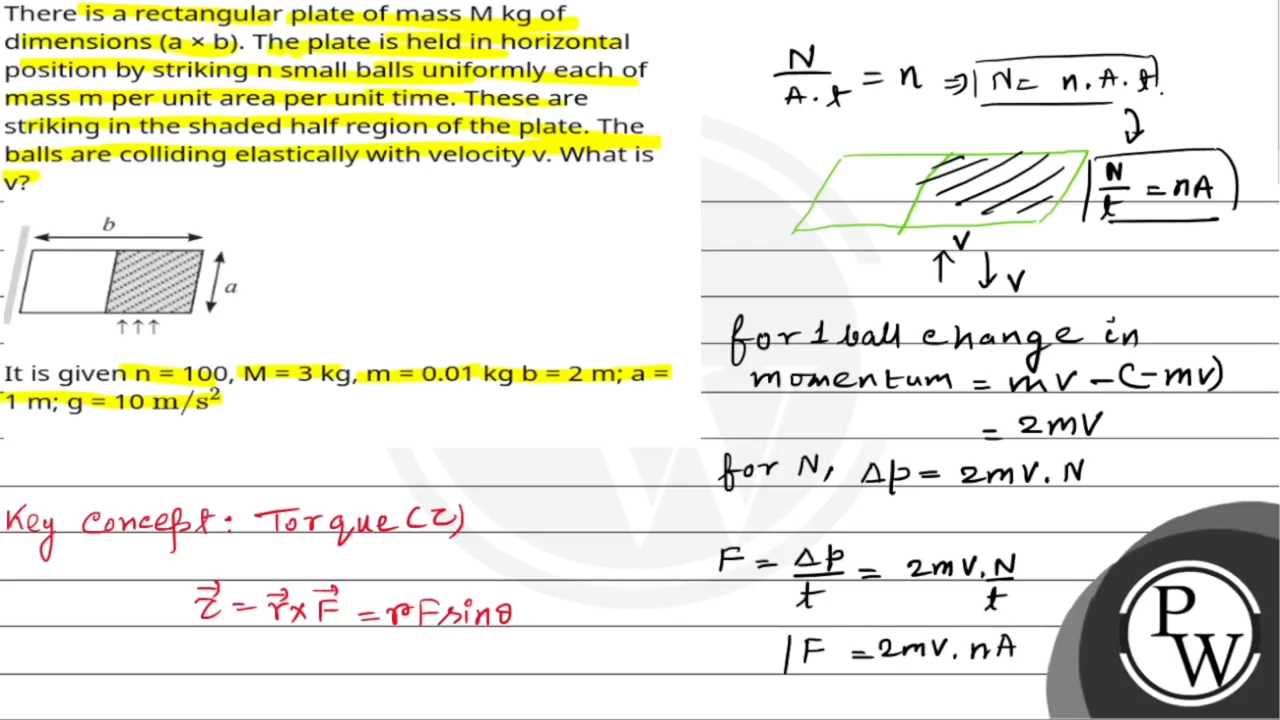 There is a rectangular plate of mass M kg of
dimensions (a × b). The plate is held in horizontal
position by striking n small balls uniformly each of
mass m per unit area per unit time. These are
striking in the shaded half region of the plate. The
balls are colliding elastically with velocity v. What is
v?
b
a
↑↑↑
It is given n = 100, M = 3 kg, m = 0.01 kg b = 2 m; a =
1 m; g = 10 m/s²
Key Concept: Torque (τ)
τ⃗ = r⃗ × F⃗ = rF sinθ
N/(A·t) = n ⇒ N = n.A.t
N/t = nA
↑ v ↓ v
for 1 ball change in
momentum = mv - (-mv)
= 2mv
for N, Δp = 2mv. N
F = Δp/t = 2mv. N/t
F = 2mv. nA
PW